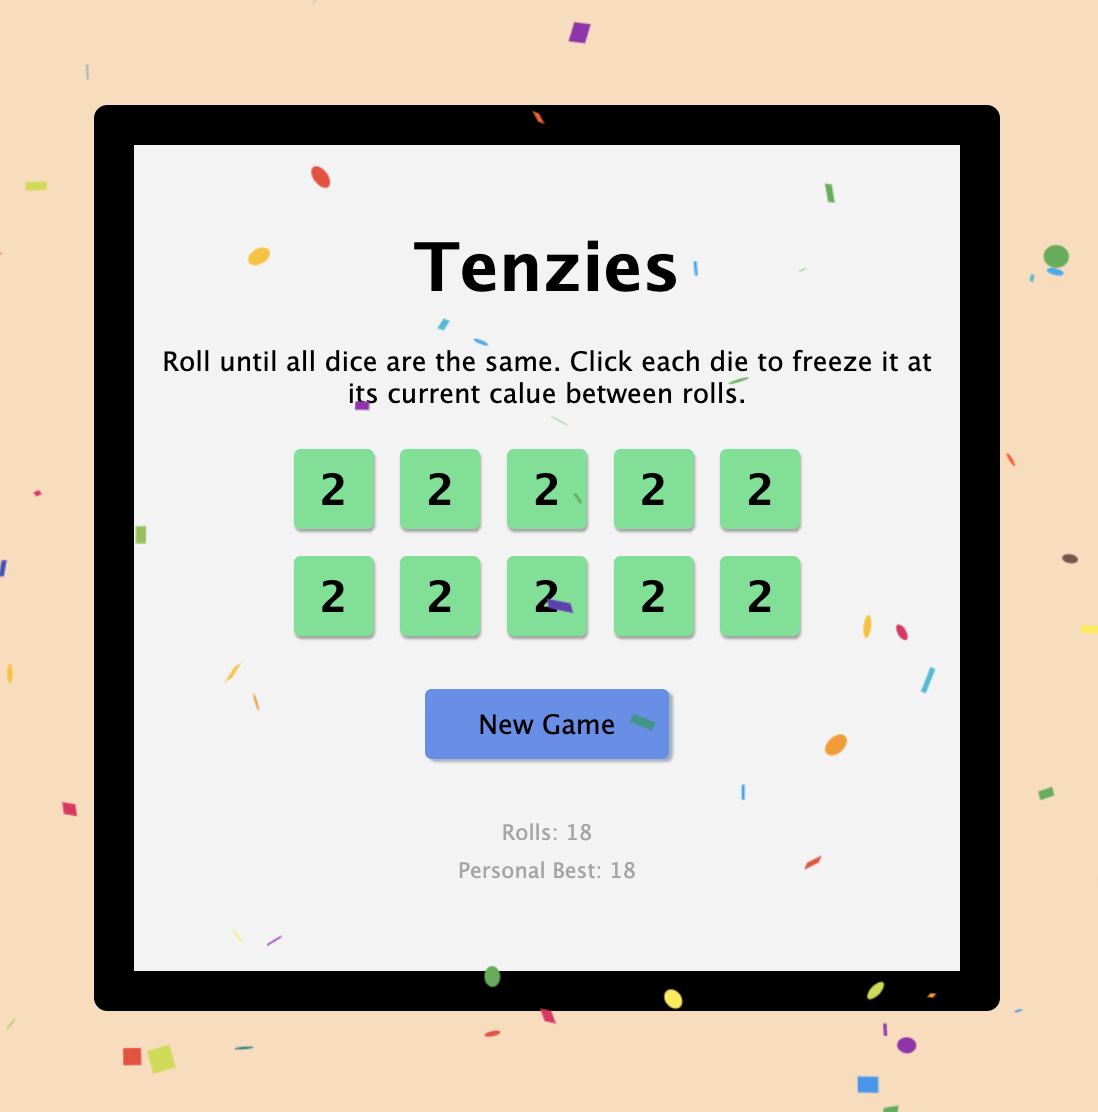 Tenzies
Roll until all dice are the same. Click each die to freeze it at
its current calue between rolls.
2 2 2 2 2
2 2 2 2 2
New Game
Rolls: 18
Personal Best: 18